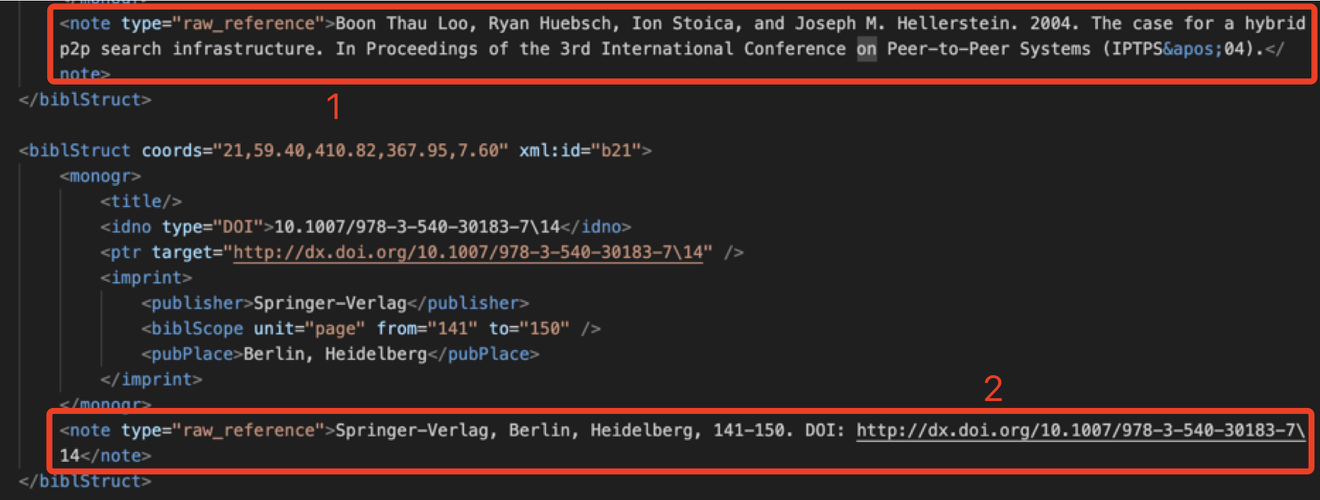 </monogr>
<note type="raw_reference">Boon Thau Loo, Ryan Huebsch, Ion Stoica, and Joseph M. Hellerstein. 2004. The case for a hybrid
p2p search infrastructure. In Proceedings of the 3rd International Conference on Peer-to-Peer Systems (IPTPS&apos;04).</
note>
</biblStruct>
1
<biblStruct coords="21,59.40,410.82,367.95,7.60" xml:id="b21">
<monogr>
<title/>
<idno type="DOI">10.1007/978-3-540-30183-7\14</idno>
<ptr target="http://dx.doi.org/10.1007/978-3-540-30183-7\14" />
<imprint>
<publisher>Springer-Verlag</publisher>
<biblScope unit="page" from="141" to="150" />
<pubPlace>Berlin, Heidelberg</pubPlace>
</imprint>
2
</monogr>
<note type="raw_reference">Springer-Verlag, Berlin, Heidelberg, 141-150. DOI: http://dx.doi.org/10.1007/978-3-540-30183-7\
14</note>
</biblStruct>